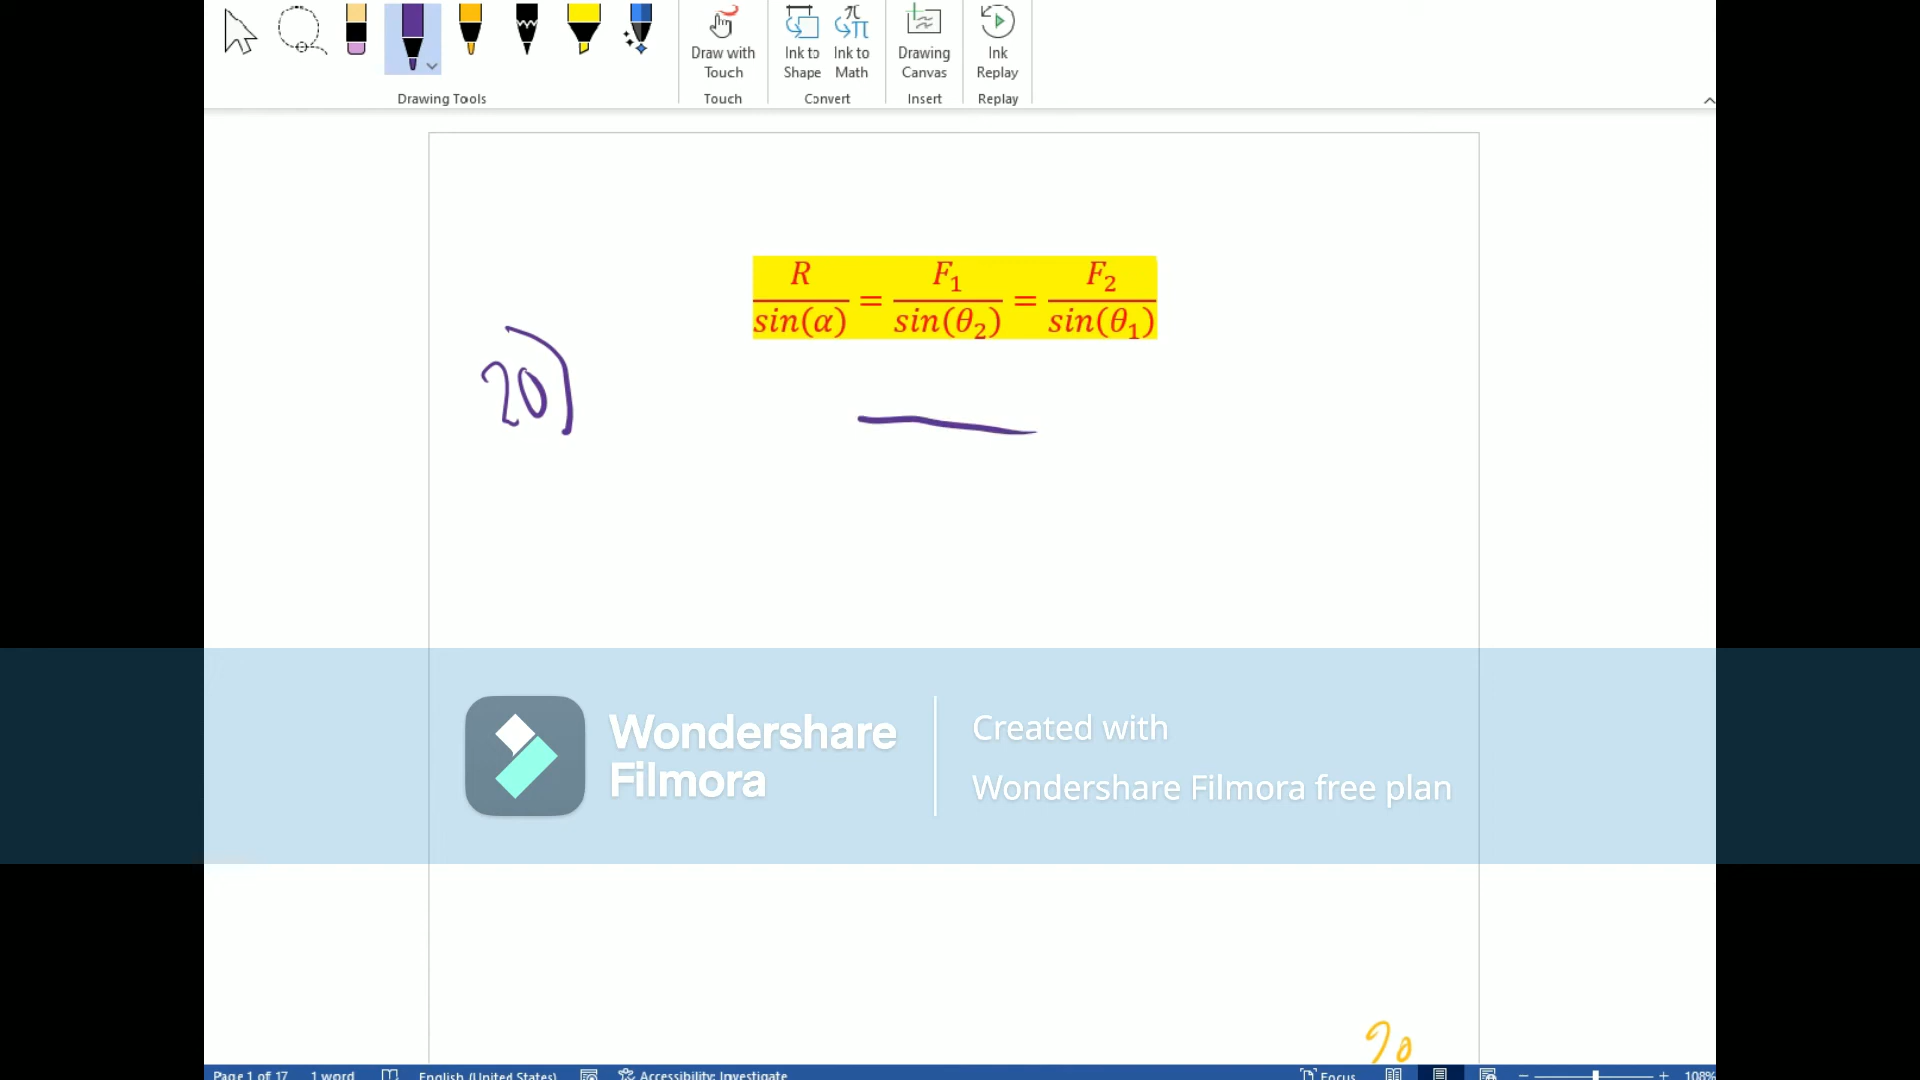 Draw with Touch
Ink to Shape
Ink to Math
Drawing Canvas
Ink Replay
Drawing Tools
Touch
Convert
Insert
Replay
R/sin(α) = F₁/sin(θ₂) = F₂/sin(θ₁)
20)
Wondershare Filmora
Created with
Wondershare Filmora free plan
20
Page 1 of 17 1 word English (United States) Accessibility: Investigate Focus 108%